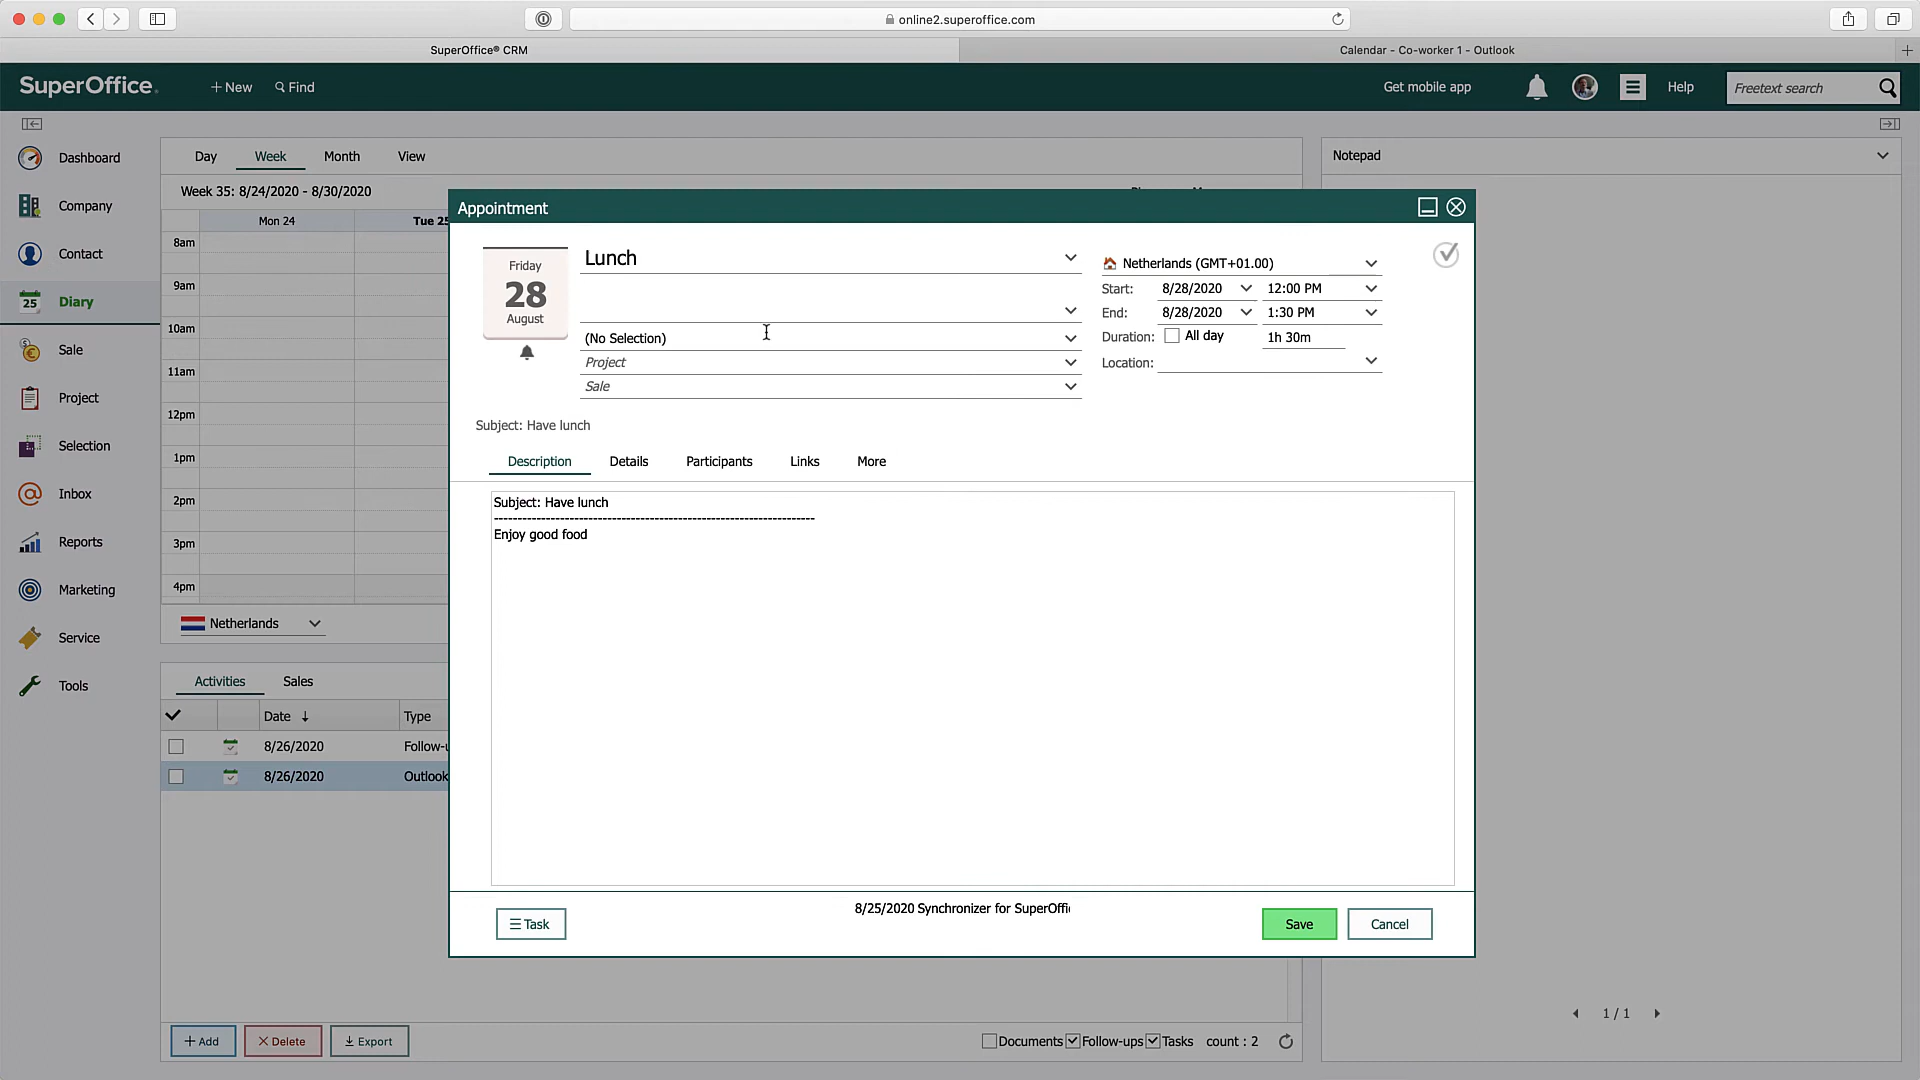 online2.superoffice.com
SuperOffice® CRM
Calendar - Co-worker 1 - Outlook
SuperOffice.
+ New
Find
Get mobile app
Help
Freetext search
Dashboard
Company
Contact
25 Diary
Sale
Project
Selection
Inbox
Reports
Marketing
Service
Tools
Day
Week
Month
View
Week 35: 8/24/2020 - 8/30/2020
Mon 24
Tue 25
8am
9am
10am
11am
12pm
1pm
2pm
3pm
4pm
Netherlands
Activities
Sales
Date ↓
Type
8/26/2020
Follow-u
8/26/2020
Outlook
+ Add
Delete
Export
Documents
Follow-ups
Tasks
count : 2
Notepad
1 / 1
Appointment
Friday
28
August
Lunch
(No Selection)
Project
Sale
Netherlands (GMT+01.00)
Start: 8/28/2020 12:00 PM
End: 8/28/2020 1:30 PM
Duration: All day 1h 30m
Location:
Subject: Have lunch
Description
Details
Participants
Links
More
Subject: Have lunch
----------------------------------------------------------------------
Enjoy good food
Task
8/25/2020 Synchronizer for SuperOffi
Save
Cancel